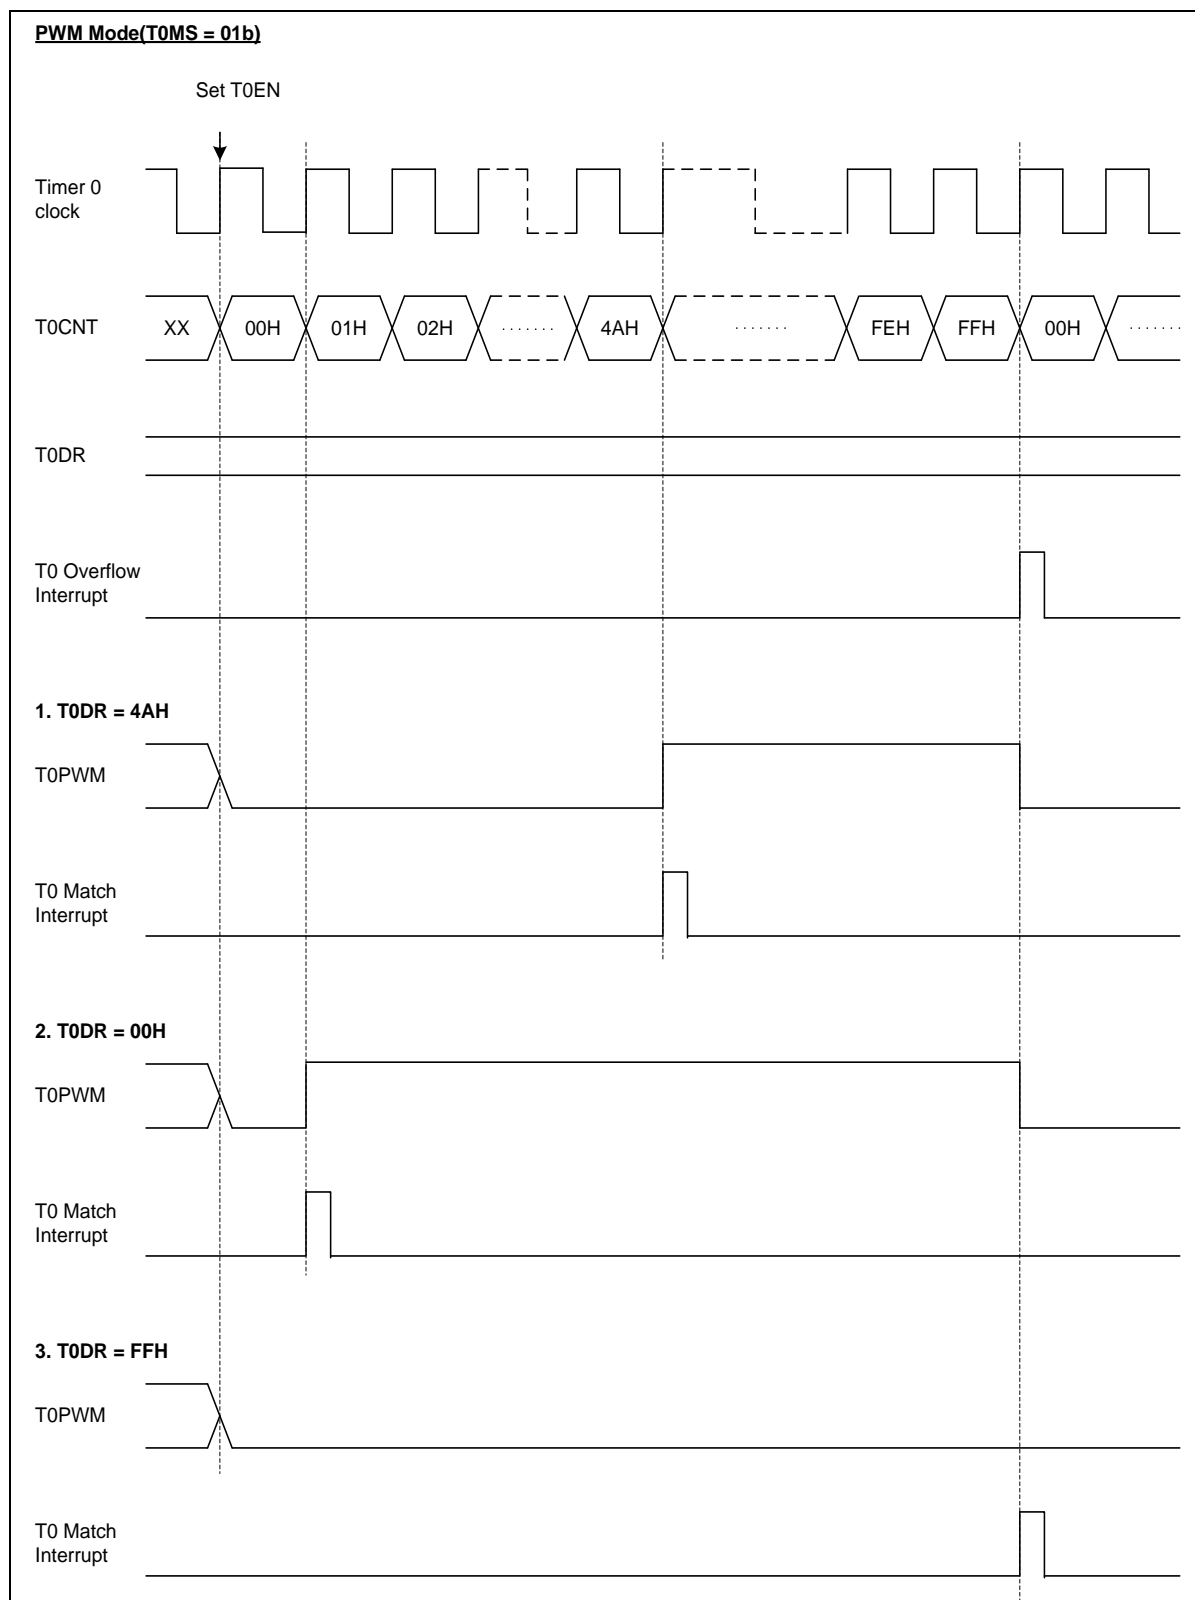 PWM Mode(T0MS = 01b)
Set T0EN
Timer 0
clock
T0CNT XX 00H 01H 02H ....... 4AH ....... FEH FFH 00H .......
T0DR
T0 Overflow
Interrupt
1. T0DR = 4AH
T0PWM
T0 Match
Interrupt
2. T0DR = 00H
T0PWM
T0 Match
Interrupt
3. T0DR = FFH
T0PWM
T0 Match
Interrupt